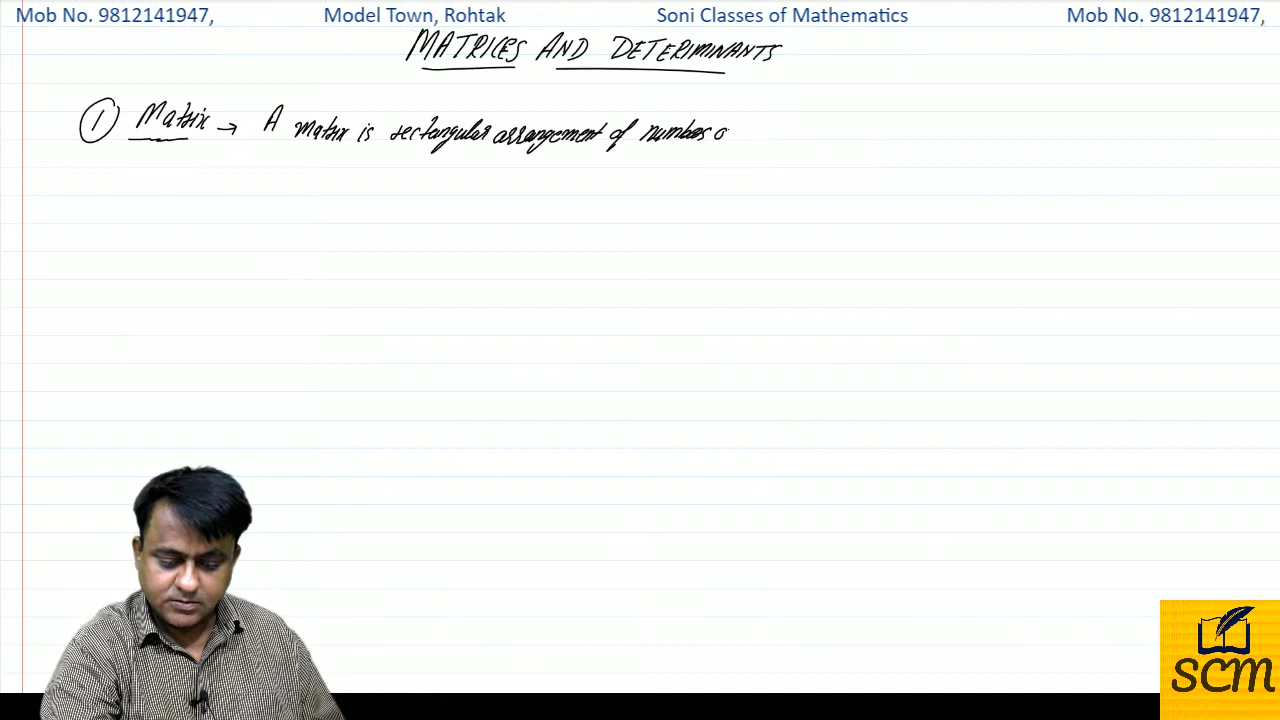 Mob No. 9812141947, Model Town, Rohtak Soni Classes of Mathematics Mob No. 9812141947,
MATRICES AND DETERIMINANTS
① Matrix → A matrix is rectangular arrangement of numbers o
SCM